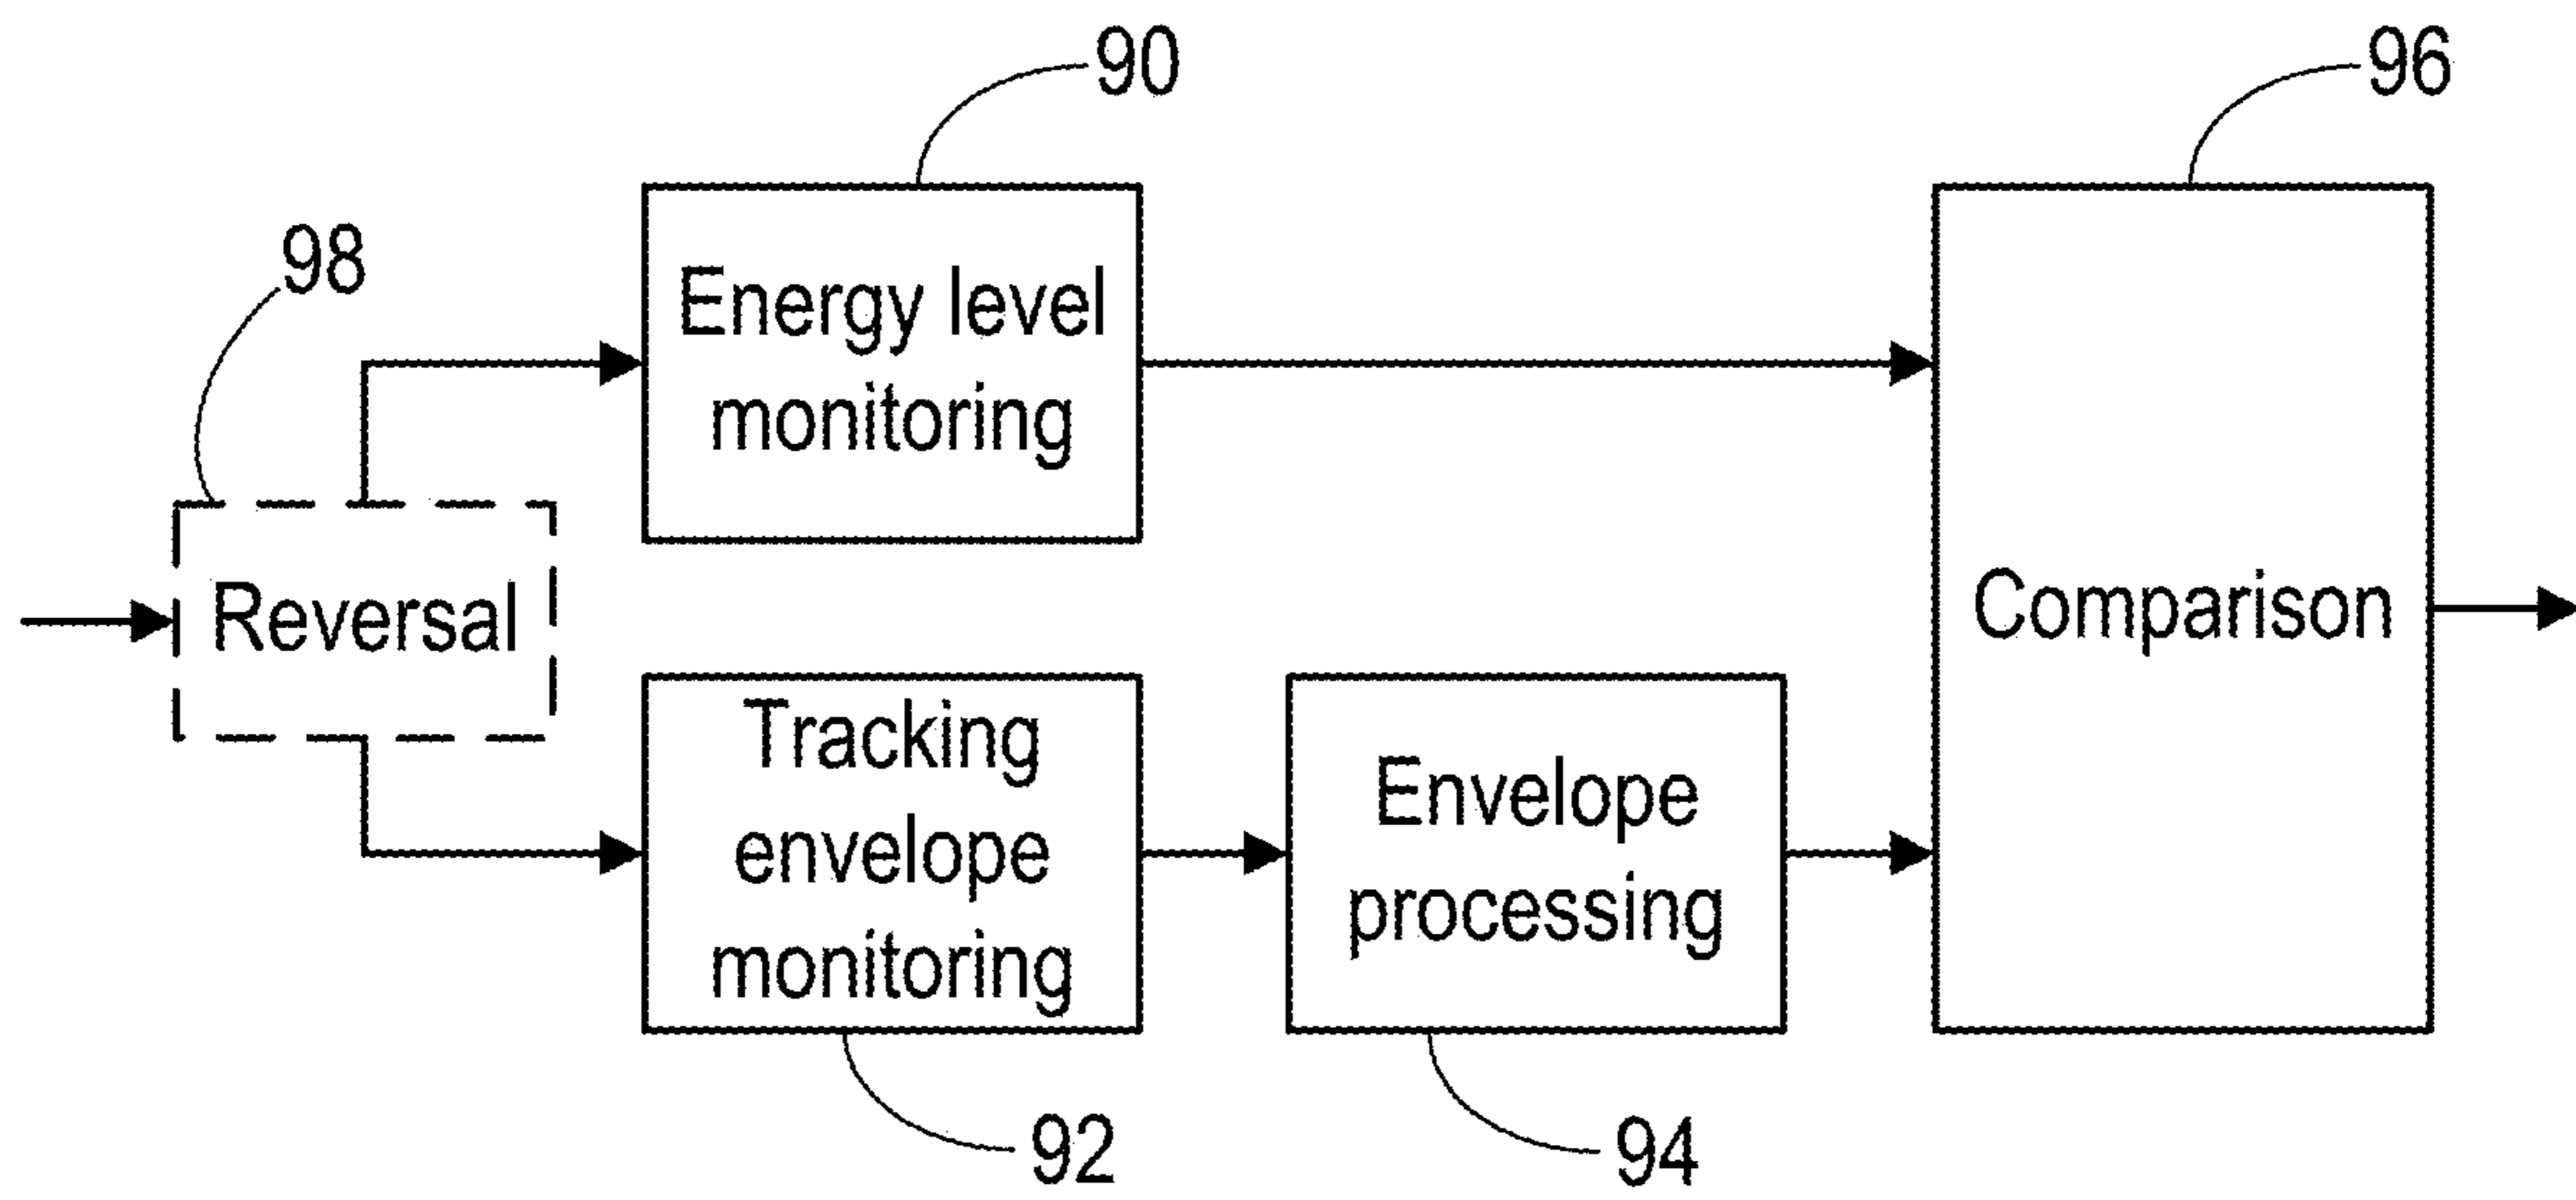 90
96
98
Energy level
monitoring
Reversal
Comparison
Tracking
envelope
monitoring
Envelope
processing
92
94